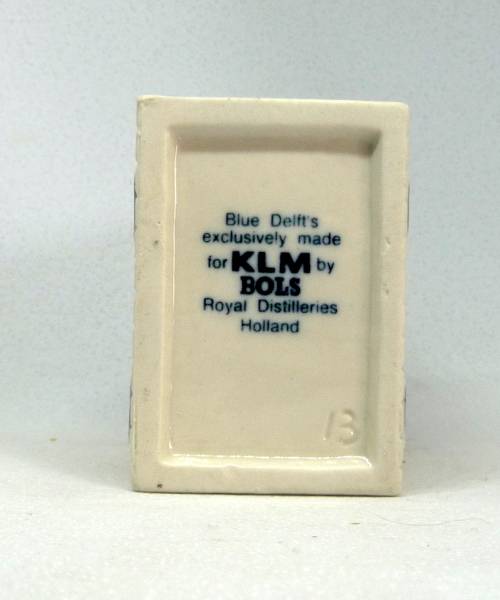 Blue Delft's
exclusively made
for KLM by
BOLS
Royal Distilleries
Holland
13